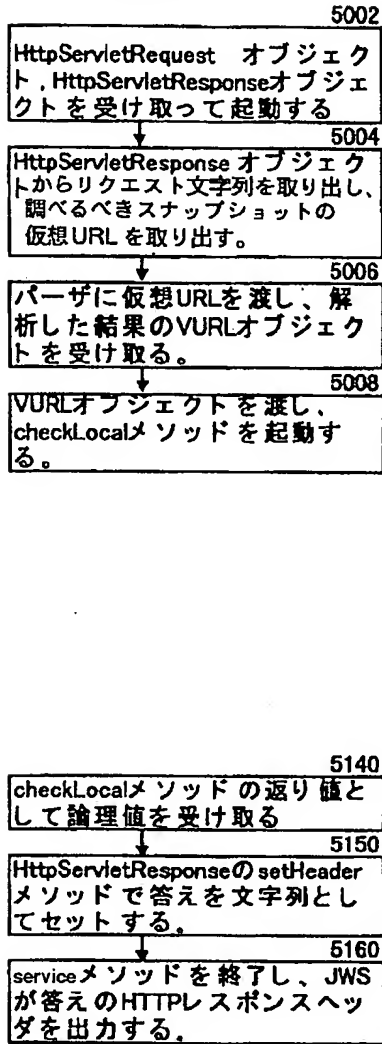 5002
HttpServletRequest オブジェク
ト,HttpServletResponseオブジェ
クトを受け取って起動する
5004
HttpServletResponse オブジェク
トからリクエスト文字列を取り出し、
調べるべきスナップショットの
仮想URL を取り出す。
5006
パーザに仮想URLを渡し、解
析した結果のVURLオブジェク
トを受け取る。
5008
VURLオブジェクトを渡し、
checkLocalメソッドを起動す
る。
5140
checkLocalメソッドの返り値と
して論理値を受け取る
5150
HttpServletResponseのsetHeader
メソッドで答えを文字列とし
てセットする。
5160
serviceメソッドを終了し、JWS
が答えのHTTPレスポンスヘッ
ダを出力する。